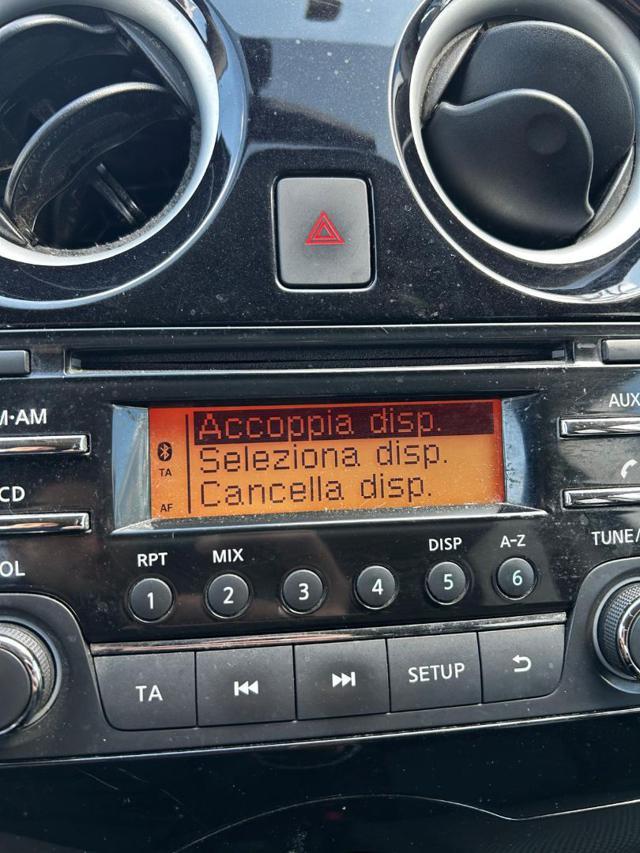 M·AM
AUX
Accoppia disp.
TA
Seleziona disp.
AF
Cancella disp.
CD
OL
RPT
MIX
DISP
A-Z
TUNE/
1
2
3
4
5
6
TA
SETUP